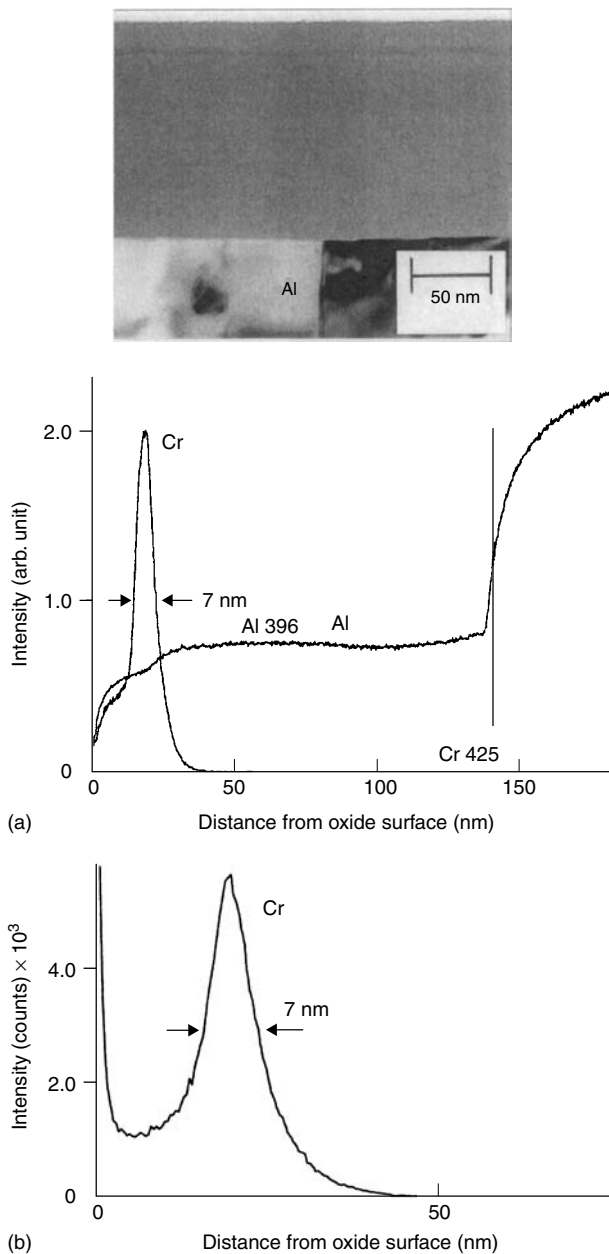 Al
50 nm
2.0
Cr
Intensity (arb. unit)
1.0
7 nm
Al 396
Al
Cr 425
0
0
50
100
150
(a)
Distance from oxide surface (nm)
Cr
Intensity (counts) × 10³
4.0
7 nm
2.0
0
0
50
(b)
Distance from oxide surface (nm)